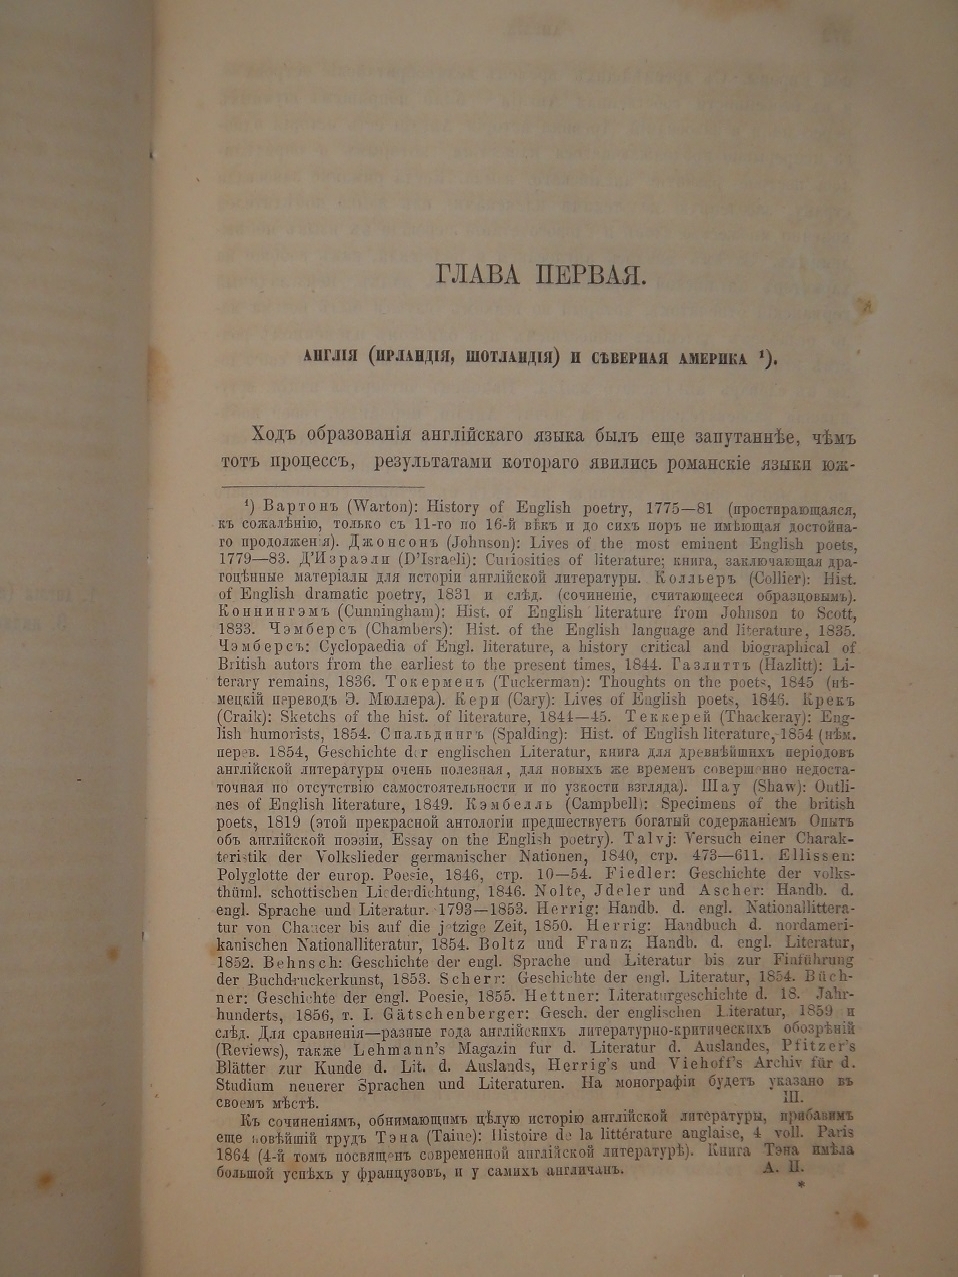 ГЛАВА ПЕРВАЯ.
АНГЛІЯ (ИРЛАНДІЯ, ШОТЛАНДІЯ) И СѢВЕРНАЯ АМЕРИКА ¹).
Ходъ образованія англійскаго языка былъ еще запутаннѣе, чѣмъ
тотъ процессъ, результатами котораго явились романскіе языки юж-
¹) Вартонъ (Warton): History of English poetry, 1775—81 (простирающаяся,
къ сожалѣнію, только съ 11-го по 16-й вѣкъ и до сихъ поръ не имѣющая достойна-
го продолженія). Джонсонъ (Johnson): Lives of the most eminent English poets,
1779—83. Д'Израэли (D'Israeli): Curiosities of literature; книга, заключающая дра-
гоцѣнные матеріалы для исторіи англійской литературы. Колльеръ (Collier): Hist.
of English dramatic poetry, 1831 и слѣд. (сочиненіе, считающееся образцовымъ).
Коннингэмъ (Cunningham): Hist. of English literature from Johnson to Scott,
1833. Чэмберсъ (Chambers): Hist. of the English language and literature, 1835.
Чэмберсъ: Cyclopaedia of Engl. literature, a history critical and biographical of
British autors from the earliest to the present times, 1844. Газлиттъ (Hazlitt): Li-
terary remains, 1836. Токерменъ (Tuckerman): Thoughts on the poets, 1845 (нѣ-
мецкій переводъ Э. Мюллера). Кери (Cary): Lives of English poets, 1846. Крекъ
(Craik): Sketchs of the hist. of literature, 1844—45. Теккерей (Thackeray): Eng-
lish humorists, 1854. Спальдингъ (Spalding): Hist. of English literature, 1854 (нѣм.
перев. 1854, Geschichte der englischen Literatur, книга для древнѣйшихъ періодовъ
англійской литературы очень полезная, для новыхъ же временъ совершенно недоста-
точная по отсутствію самостоятельности и по узкости взгляда). Шау (Shaw): Outli-
nes of English literature, 1849. Кэмбелль (Campbell): Specimens of the british
poets, 1819 (этой прекрасной антологіи предшествуетъ богатый содержаніемъ Опытъ
объ англійской поэзіи, Essay on the English poetry). Talvj: Versuch einer Charak-
teristik der Volkslieder germanischer Nationen, 1840, стр. 473—611. Ellissen:
Polyglotte der europ. Poesie, 1846, стр. 10—54. Fiedler: Geschichte der volks-
thüml. schottischen Liederdichtung, 1846. Nolte, Jdeler und Ascher: Handb. d.
engl. Sprache und Literatur. 1793—1853. Herrig: Handb. d. engl. Nationallittera-
tur von Chaucer bis auf die jetzige Zeit, 1850. Herrig: Handbuch d. nordameri-
kanischen Nationalliteratur, 1854. Boltz und Franz: Handb. d. engl. Literatur,
1852. Behnsch: Geschichte der engl. Sprache und Literatur bis zur Einführung
der Buchdruckerkunst, 1853. Scherr: Geschichte der engl. Literatur, 1854. Büch-
ner: Geschichte der engl. Poesie, 1855. Hettner: Literaturgeschichte d. 18. Jahr-
hunderts, 1856, т. I. Gätschenberger: Gesch. der englischen Literatur, 1859 и
слѣд. Для сравненія—разные года англійскихъ литературно-критическихъ обозрѣній
(Reviews), также Lehmann's Magazin fur d. Literatur d. Auslandes, Pfitzer's
Blätter zur Kunde d. Lit. d. Auslands, Herrig's und Viehoff's Archiv für d.
Studium neuerer Sprachen und Literaturen. На монографіи будетъ указано въ
своемъ мѣстѣ. Ш.
Къ сочиненіямъ, обнимающимъ цѣлую исторію англійской литературы, прибавимъ
еще новѣйшій трудъ Тэна (Taine): Histoire de la littérature anglaise, 4 voll. Paris
1864 (4-й томъ посвященъ современной англійской литературѣ). Книга Тэна имѣла
большой успѣхъ у французовъ, и у самихъ англичанъ. А. П.
*